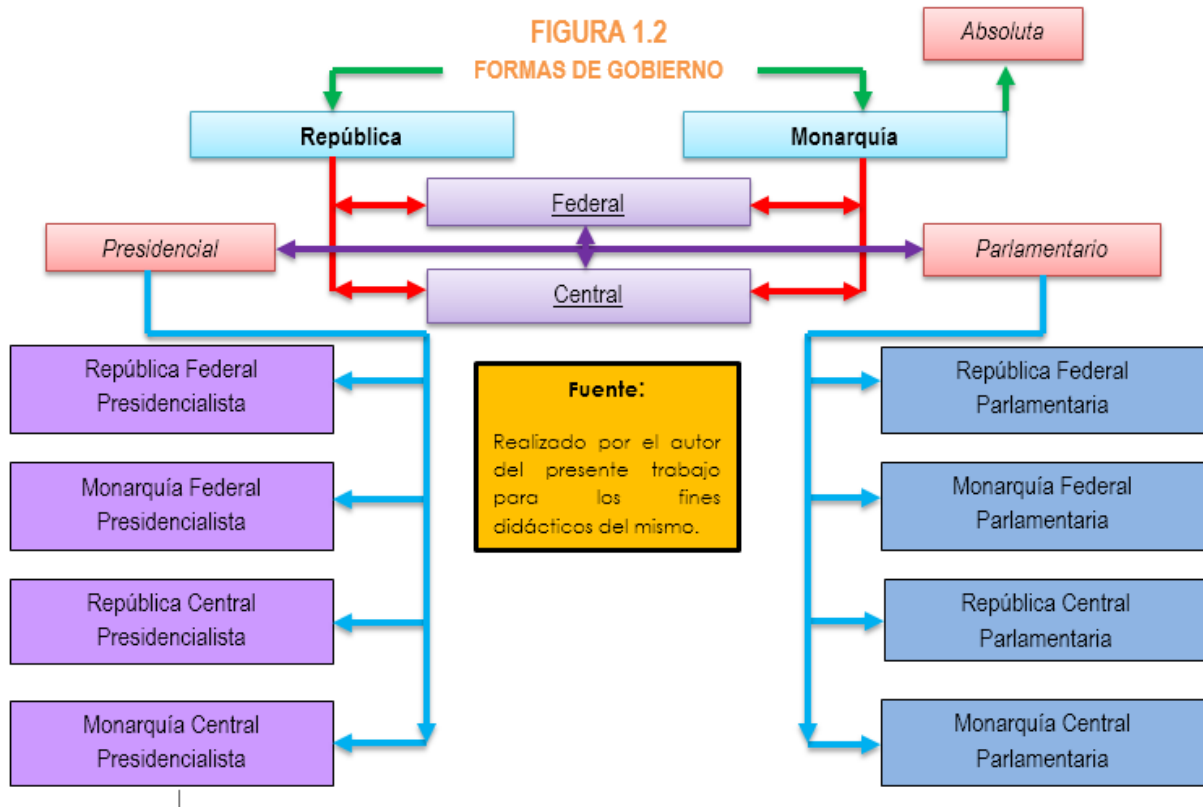 FIGURA 1.2
FORMAS DE GOBIERNO
Absoluta
República
Monarquía
Federal
Presidencial
Parlamentario
Central
República Federal
Presidencialista
Monarquía Federal
Presidencialista
República Central
Presidencialista
Monarquía Central
Presidencialista
Fuente:
Realizado por el autor
del presente trabajo
para los fines
didácticos del mismo.
República Federal
Parlamentaria
Monarquía Federal
Parlamentaria
República Central
Parlamentaria
Monarquía Central
Parlamentaria